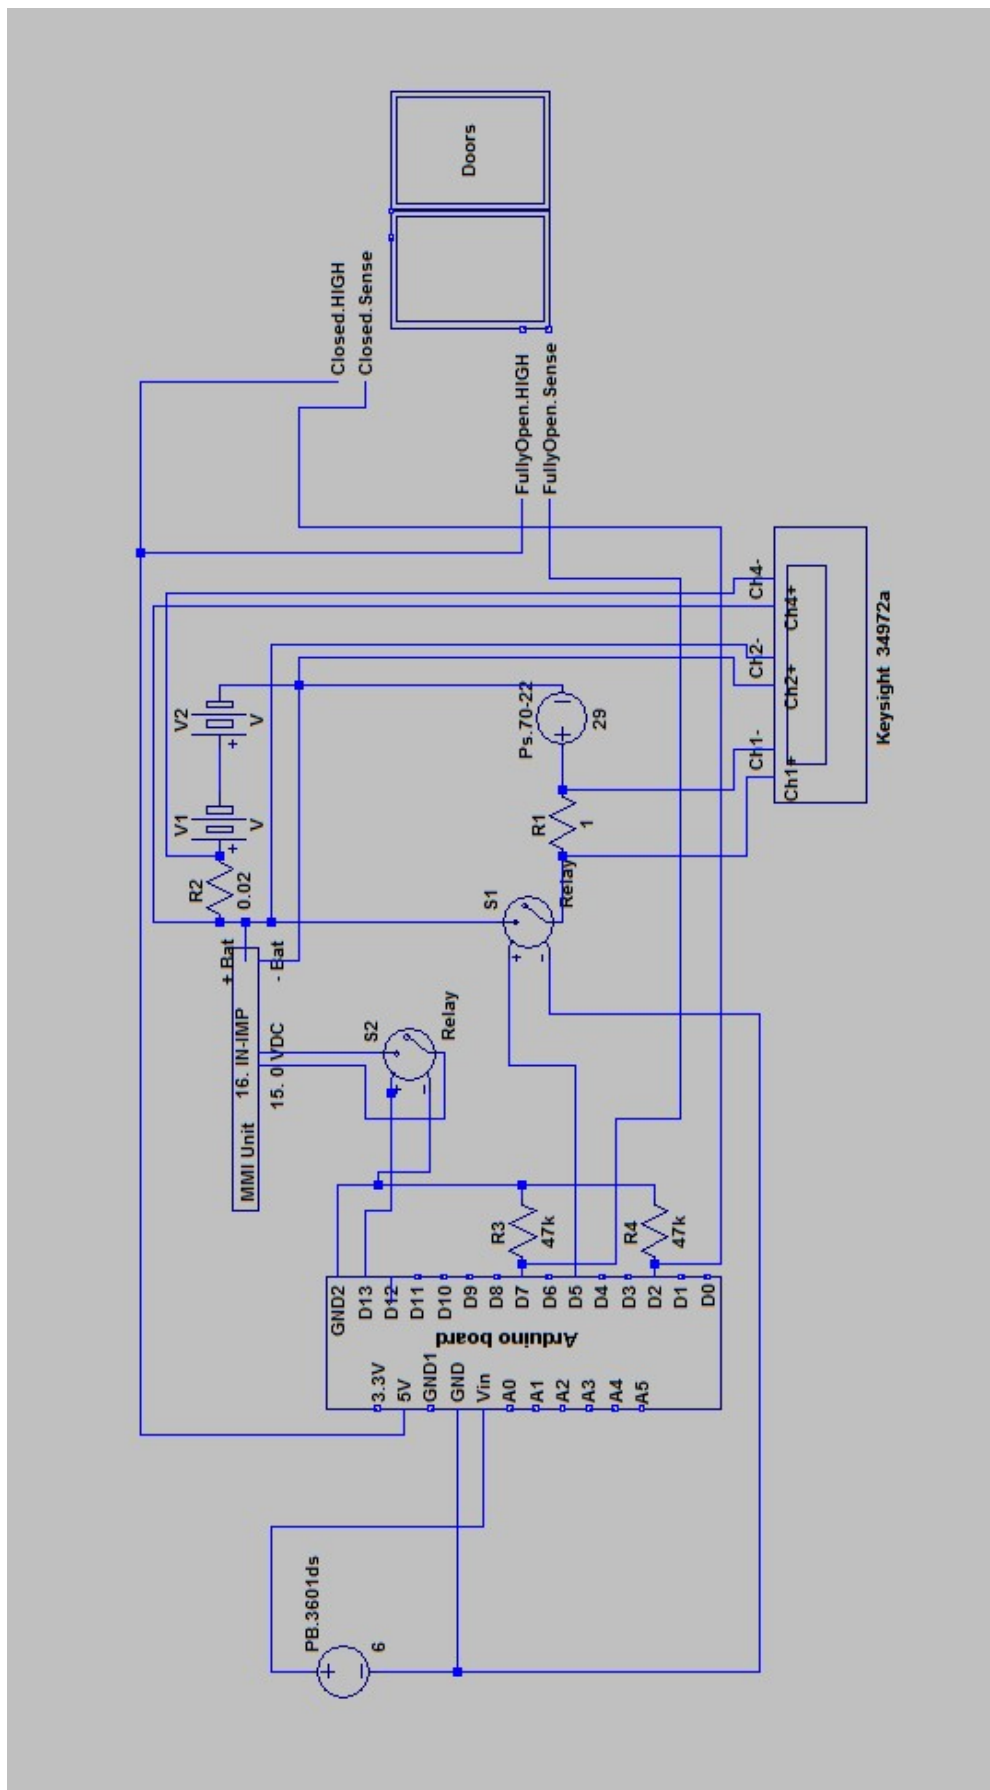 Doors
Closed.HIGH
Closed.Sense
FullyOpen.HIGH
FullyOpen.Sense
V2
V
+
V1
V
+
R2
0.02
Ps.70-22
29
+
–
R1
1
S1
Relay
+
–
Ch4-
Ch4+
Ch2-
Ch2+
Ch1-
Ch1+
Keysight 34972a
+ Bat
- Bat
MMI Unit
16. IN-IMP
15. 0 VDC
S2
Relay
+
–
R3
47k
R4
47k
GND2
D13
D12
D11
D10
D9
D8
D7
D6
D5
D4
D3
D2
D1
D0
Arduino board
3.3V
5V
GND1
GND
Vin
A0
A1
A2
A3
A4
A5
PB.3601ds
6
+
–